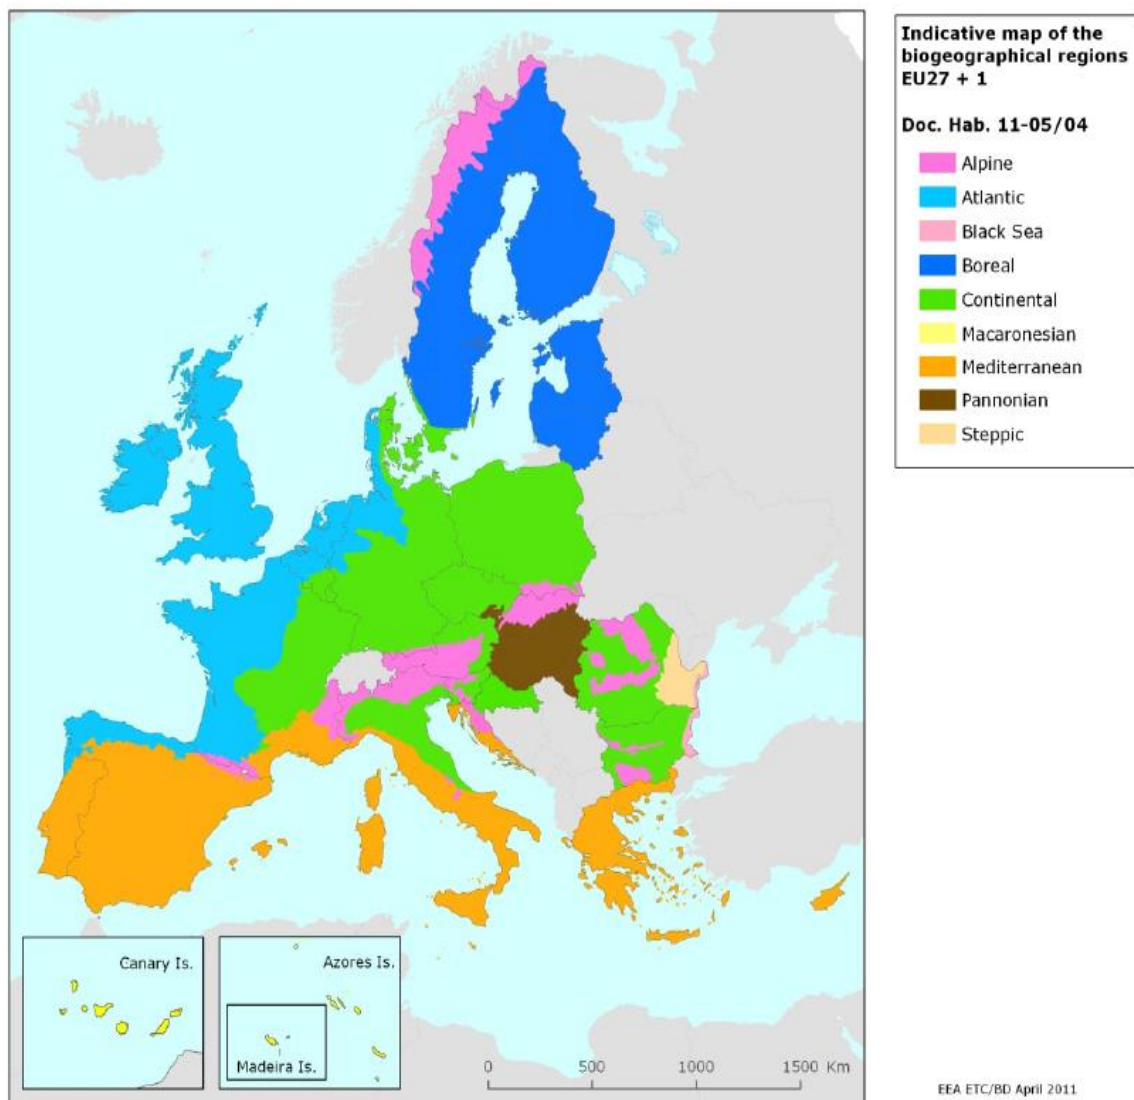 Indicative map of the
biogeographical regions
EU27 + 1
Doc. Hab. 11-05/04
Alpine
Atlantic
Black Sea
Boreal
Continental
Macaronesian
Mediterranean
Pannonian
Steppic
Canary Is.
Azores Is.
Madeira Is.
0 500 1000 1500 Km
EEA ETC/BD April 2011